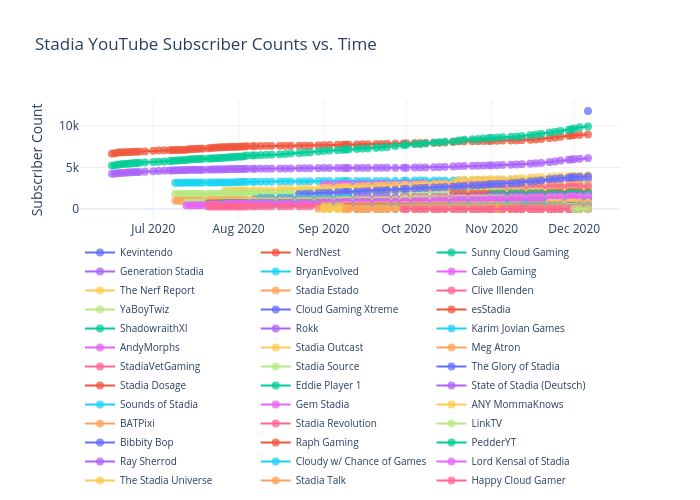 Stadia YouTube Subscriber Counts vs. Time
Subscriber Count
10k
5k
0
Jul 2020 Aug 2020 Sep 2020 Oct 2020 Nov 2020 Dec 2020
Kevintendo NerdNest Sunny Cloud Gaming
Generation Stadia BryanEvolved Caleb Gaming
The Nerf Report Stadia Estado Clive Illenden
YaBoyTwiz Cloud Gaming Xtreme esStadia
ShadowraithXI Rokk Karim Jovian Games
AndyMorphs Stadia Outcast Meg Atron
StadiaVetGaming Stadia Source The Glory of Stadia
Stadia Dosage Eddie Player 1 State of Stadia (Deutsch)
Sounds of Stadia Gem Stadia ANY MommaKnows
BATPixi Stadia Revolution LinkTV
Bibbity Bop Raph Gaming PedderYT
Ray Sherrod Cloudy w/ Chance of Games Lord Kensal of Stadia
The Stadia Universe Stadia Talk Happy Cloud Gamer